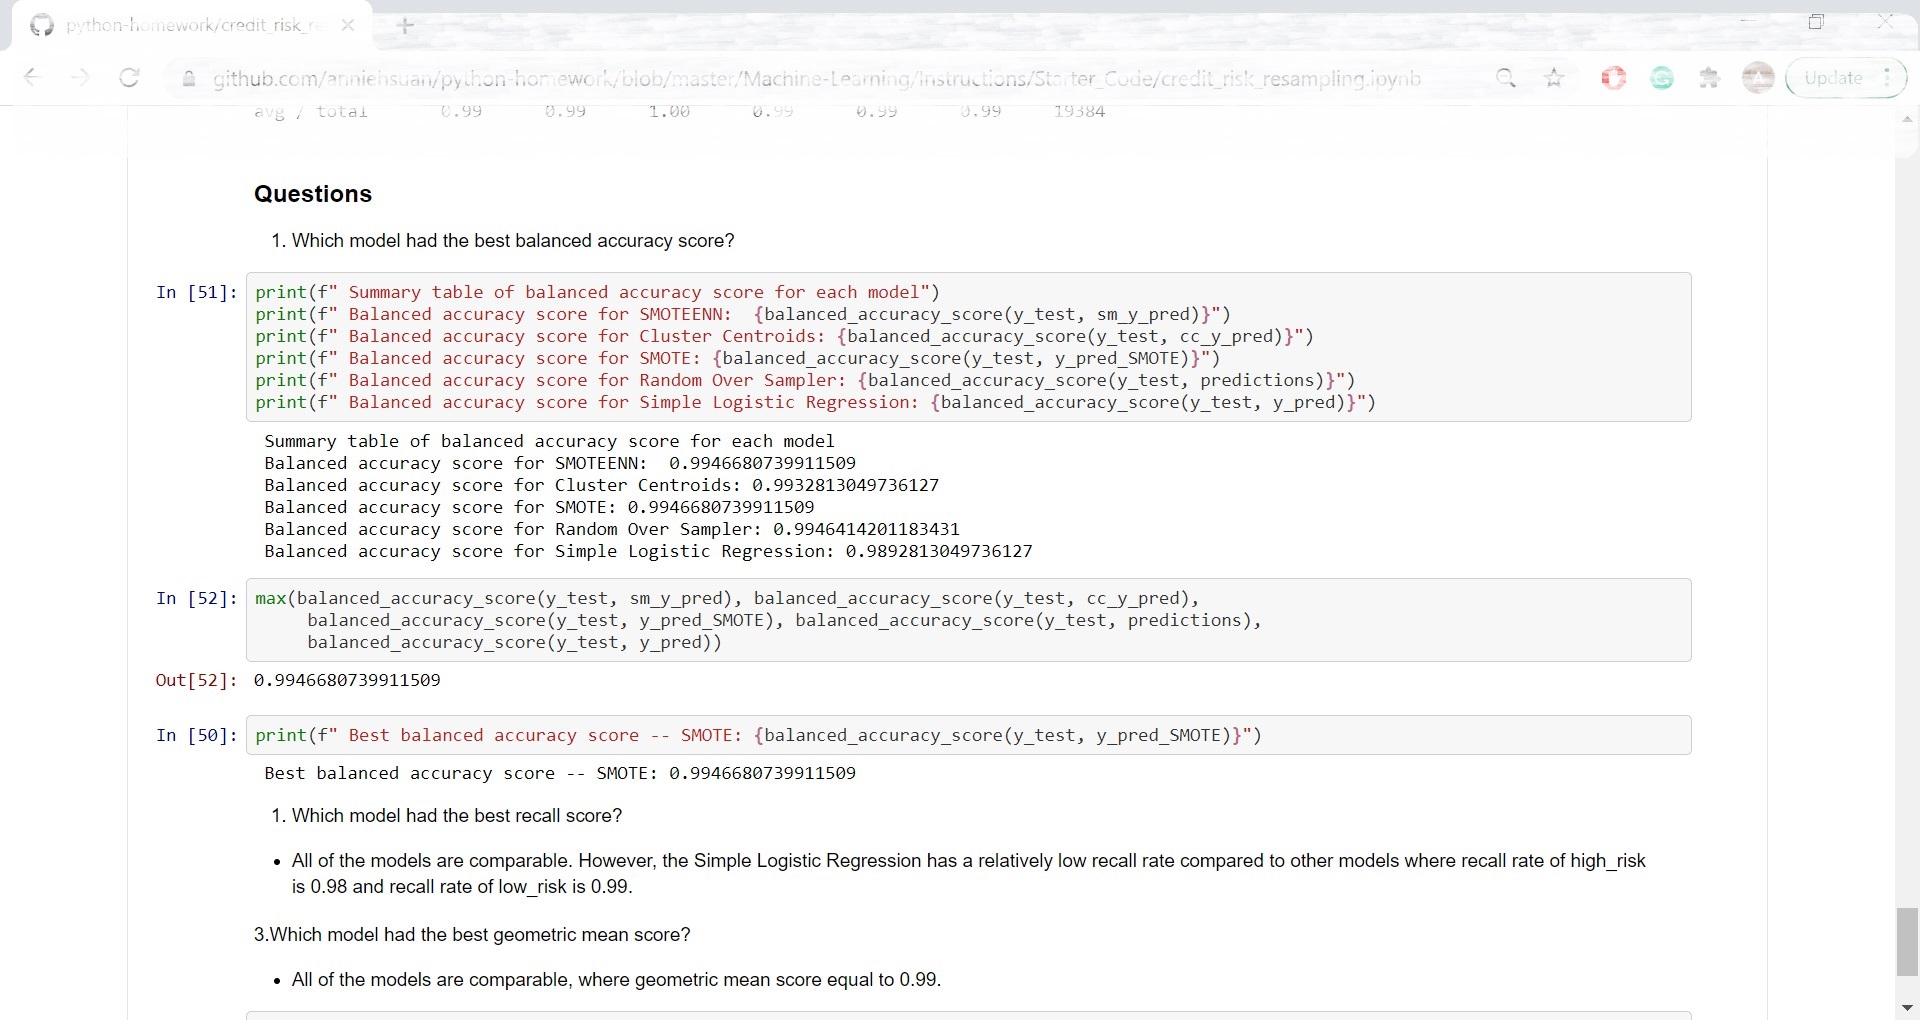 python-homework/credit_risk_re
github.com/anniehsuan/python-homework/blob/master/Machine-Learning/Instructions/Starter_Code/credit_risk_resampling.ipynb
Update
avg / total 0.99 0.99 1.00 0.99 0.99 0.99 19384
Questions
1. Which model had the best balanced accuracy score?
In [51]: print(f" Summary table of balanced accuracy score for each model")
print(f" Balanced accuracy score for SMOTEENN:  {balanced_accuracy_score(y_test, sm_y_pred)}")
print(f" Balanced accuracy score for Cluster Centroids: {balanced_accuracy_score(y_test, cc_y_pred)}")
print(f" Balanced accuracy score for SMOTE: {balanced_accuracy_score(y_test, y_pred_SMOTE)}")
print(f" Balanced accuracy score for Random Over Sampler: {balanced_accuracy_score(y_test, predictions)}")
print(f" Balanced accuracy score for Simple Logistic Regression: {balanced_accuracy_score(y_test, y_pred)}")
Summary table of balanced accuracy score for each model
Balanced accuracy score for SMOTEENN:  0.9946680739911509
Balanced accuracy score for Cluster Centroids: 0.9932813049736127
Balanced accuracy score for SMOTE: 0.9946680739911509
Balanced accuracy score for Random Over Sampler: 0.9946414201183431
Balanced accuracy score for Simple Logistic Regression: 0.9892813049736127
In [52]: max(balanced_accuracy_score(y_test, sm_y_pred), balanced_accuracy_score(y_test, cc_y_pred),
balanced_accuracy_score(y_test, y_pred_SMOTE), balanced_accuracy_score(y_test, predictions),
balanced_accuracy_score(y_test, y_pred))
Out[52]: 0.9946680739911509
In [50]: print(f" Best balanced accuracy score -- SMOTE: {balanced_accuracy_score(y_test, y_pred_SMOTE)}")
Best balanced accuracy score -- SMOTE: 0.9946680739911509
1. Which model had the best recall score?
• All of the models are comparable. However, the Simple Logistic Regression has a relatively low recall rate compared to other models where recall rate of high_risk
is 0.98 and recall rate of low_risk is 0.99.
3.Which model had the best geometric mean score?
• All of the models are comparable, where geometric mean score equal to 0.99.